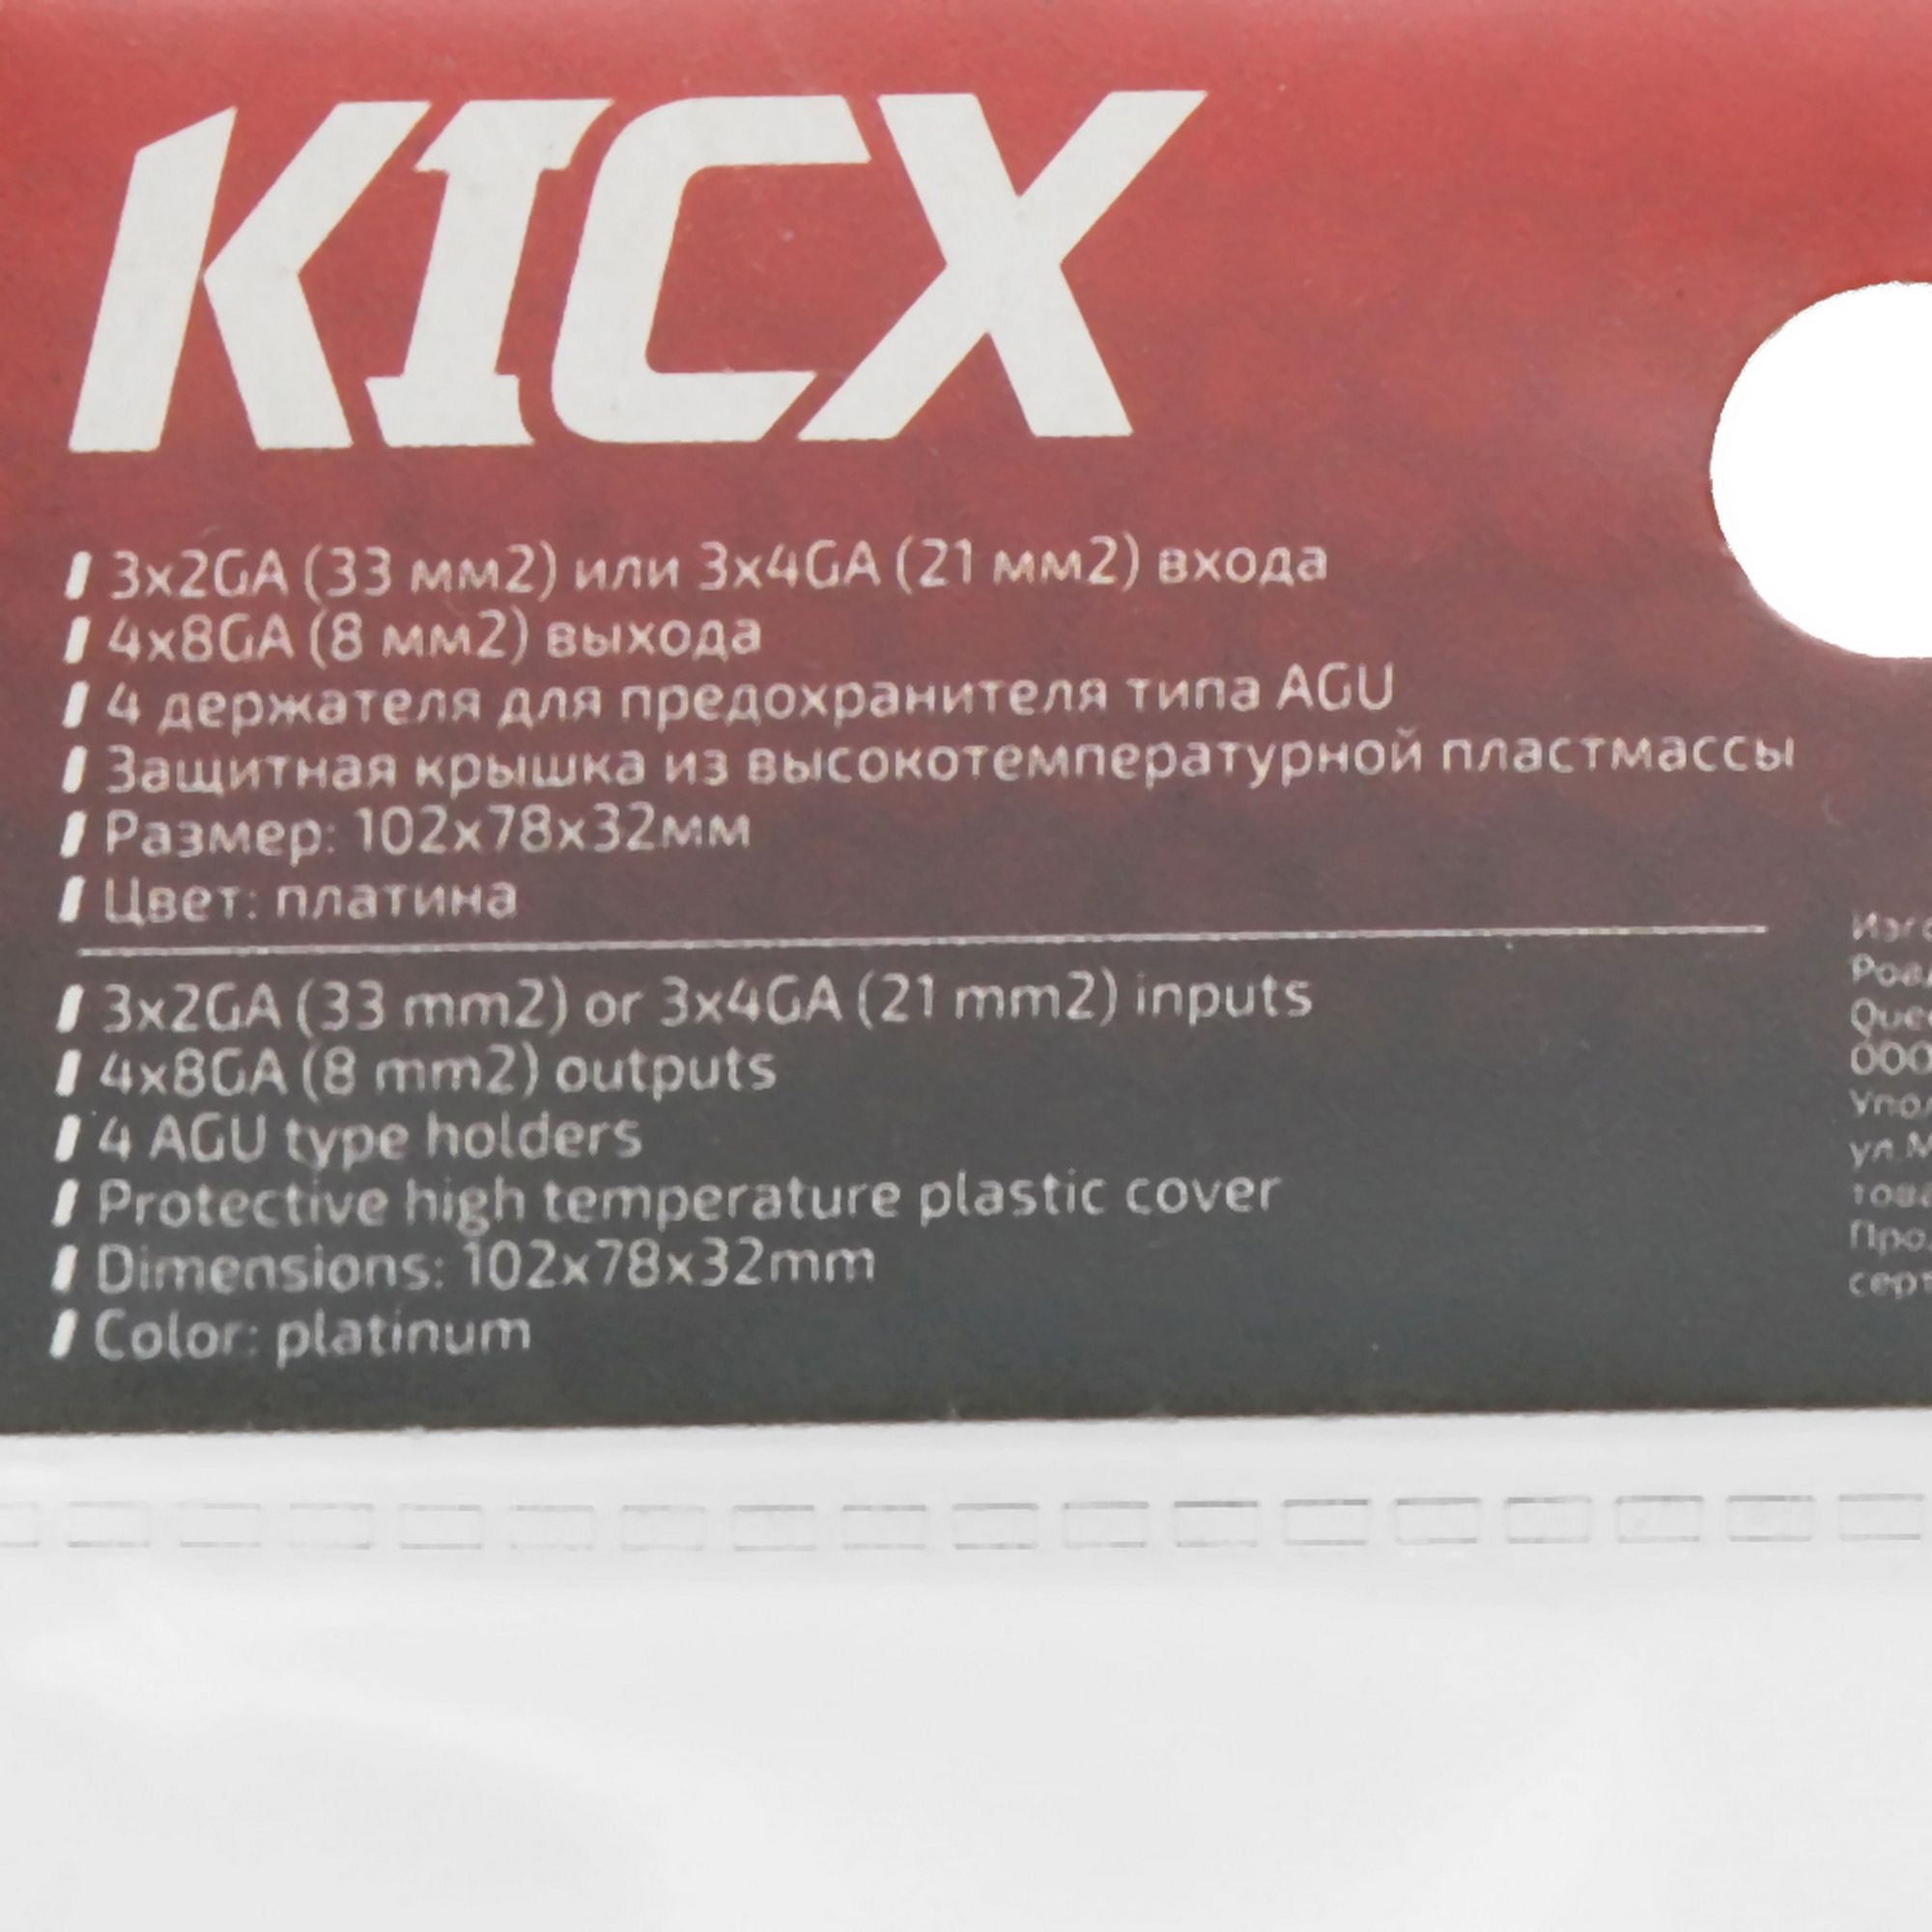 KICX
3x2GA (33 мм2) или 3x4GA (21 мм2) входа
4x8GA (8 мм2) выхода
4 держателя для предохранителя типа AGU
Защитная крышка из высокотемпературной пластмассы
Размер: 102x78x32мм
Цвет: платина
3x2GA (33 mm2) or 3x4GA (21 mm2) inputs
4x8GA (8 mm2) outputs
4 AGU type holders
Protective high temperature plastic cover
Dimensions: 102x78x32mm
Color: platinum